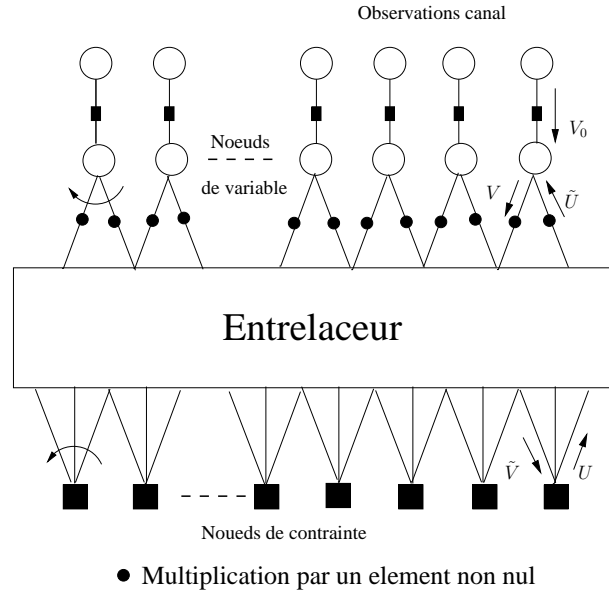 Observations canal
V₀
Noeuds
de variable
V
Ũ
Entrelaceur
Ṽ
U
Noueds de contrainte
Multiplication par un element non nul